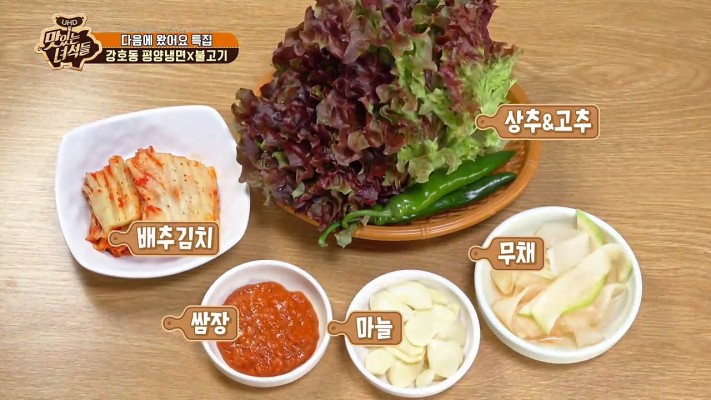 UHD
맛있는
녀석들
다음에 왔어요 특집
강호동 평양냉면X불고기
상추&고추
배추김치
무채
쌈장
마늘